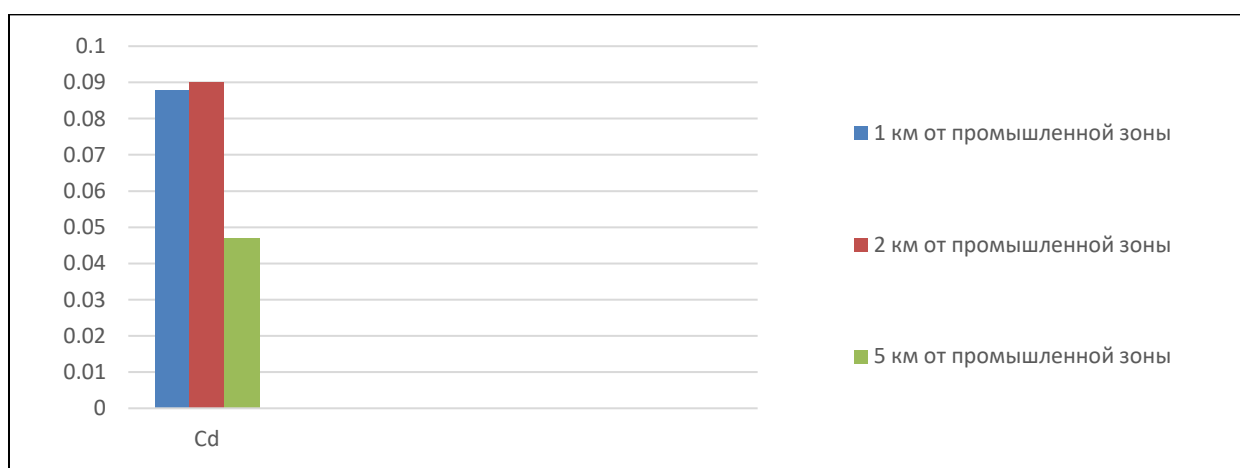 0.1
0.09
0.08
0.07
0.06
0.05
0.04
0.03
0.02
0.01
0
Cd
1 км от промышленной зоны
2 км от промышленной зоны
5 км от промышленной зоны